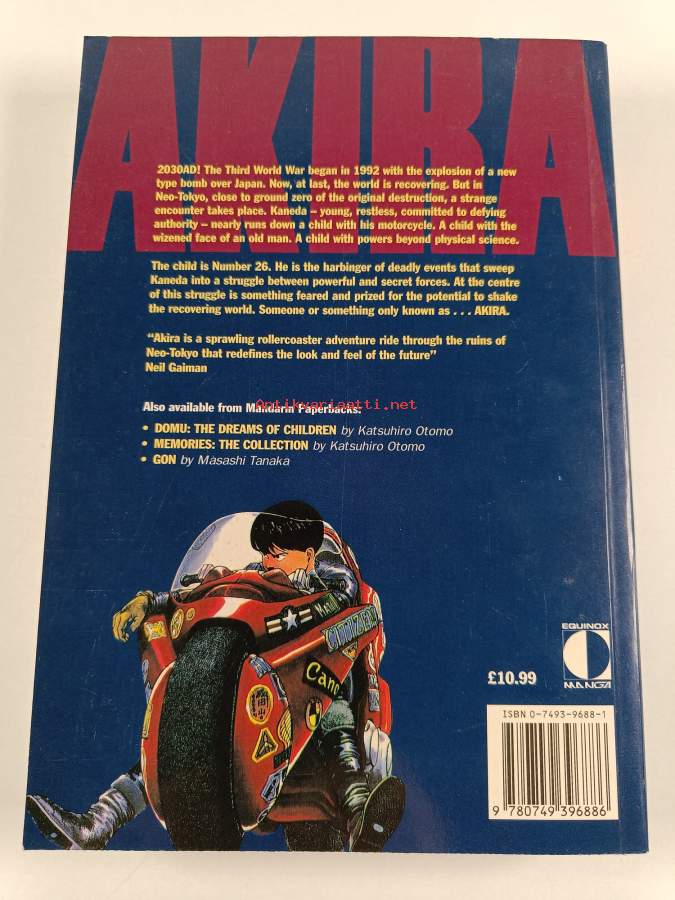 AKIRA
2030AD! The Third World War began in 1992 with the explosion of a new
type bomb over Japan. Now, at last, the world is recovering. But in
Neo-Tokyo, close to ground zero of the original destruction, a strange
encounter takes place. Kaneda – young, restless, committed to defying
authority – nearly runs down a child with his motorcycle. A child with the
wizened face of an old man. A child with powers beyond physical science.
The child is Number 26. He is the harbinger of deadly events that sweep
Kaneda into a struggle between powerful and secret forces. At the centre
of this struggle is something feared and prized for the potential to shake
the recovering world. Someone or something only known as . . . AKIRA.
“Akira is a sprawling rollercoaster adventure ride through the ruins of
Neo-Tokyo that redefines the look and feel of the future”
Neil Gaiman
Antikvariaatti.net
Also available from Mandarin Paperbacks:
• DOMU: THE DREAMS OF CHILDREN by Katsuhiro Otomo
• MEMORIES: THE COLLECTION by Katsuhiro Otomo
• GON by Masashi Tanaka
CITIZEN
Cano
EQUINOX
MANGA
£10.99
ISBN 0-7493-9688-1
9 780749 396886